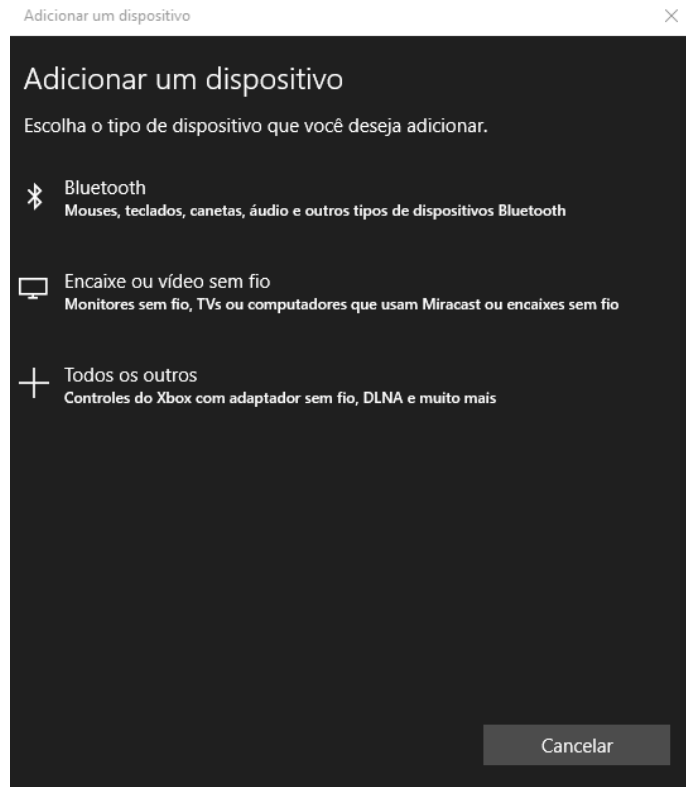 Adicionar um dispositivo
Adicionar um dispositivo
Escolha o tipo de dispositivo que você deseja adicionar.
Bluetooth
Mouses, teclados, canetas, áudio e outros tipos de dispositivos Bluetooth
Encaixe ou vídeo sem fio
Monitores sem fio, TVs ou computadores que usam Miracast ou encaixes sem fio
Todos os outros
Controles do Xbox com adaptador sem fio, DLNA e muito mais
Cancelar